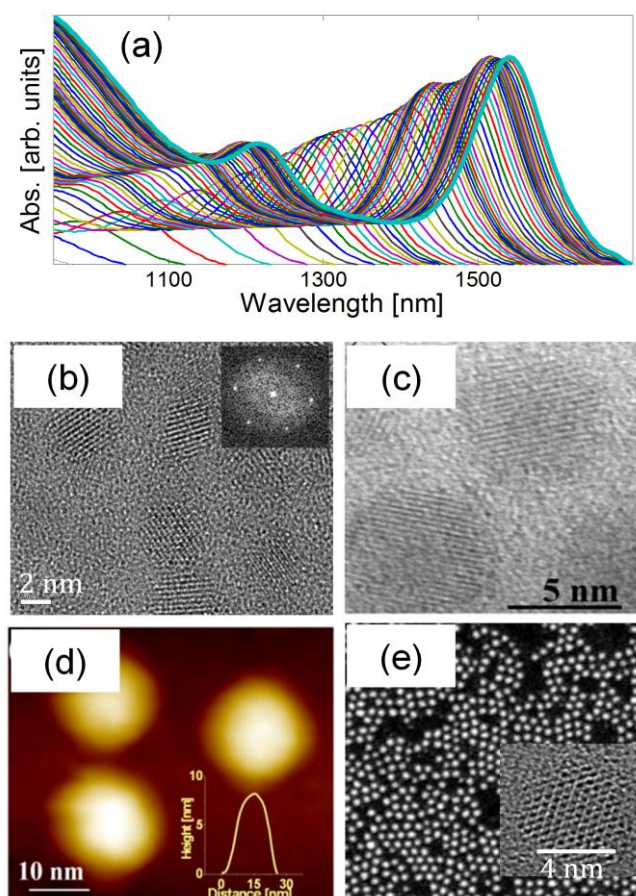 (a)
Abs. [arb. units]
1100 1300 1500
Wavelength [nm]
(b)
2 nm
(c)
5 nm
(d)
10 nm
Height [nm]
10
5
0
0 15 30
Distance [nm]
(e)
4 nm